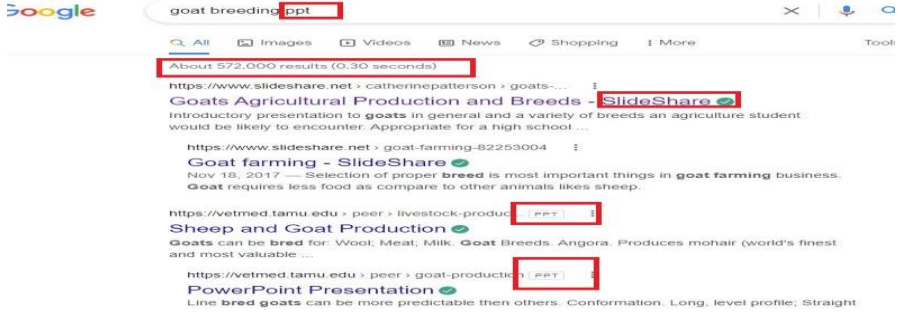 Google
goat breeding ppt
All Images Videos News Shopping More
About 572,000 results (0.30 seconds)
https://www.slideshare.net › catherinepatterson › goats-...
Goats Agricultural Production and Breeds - SlideShare
Introductory presentation to goats in general and a variety of breeds an agriculture student
would be likely to encounter. Appropriate for a high school ...
https://www.slideshare.net › goat-farming-82253004
Goat farming - SlideShare
Nov 18, 2017 — Selection of proper breed is most important things in goat farming business.
Goat requires less food as compare to other animals likes sheep.
https://vetmed.tamu.edu › peer › livestock-produc... PPT
Sheep and Goat Production
Goats can be bred for: Wool; Meat; Milk. Goat Breeds. Angora. Produces mohair (world's finest
and most valuable ...
https://vetmed.tamu.edu › peer › goat-production PPT
PowerPoint Presentation
Line bred goats can be more predictable then others. Conformation. Long, level profile; Straight